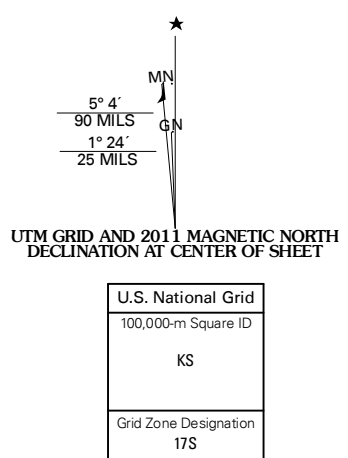 MN
5° 4´
90 MILS
GN
1° 24´
25 MILS
UTM GRID AND 2011 MAGNETIC NORTH
DECLINATION AT CENTER OF SHEET
U.S. National Grid
100,000-m Square ID
KS
Grid Zone Designation
17S